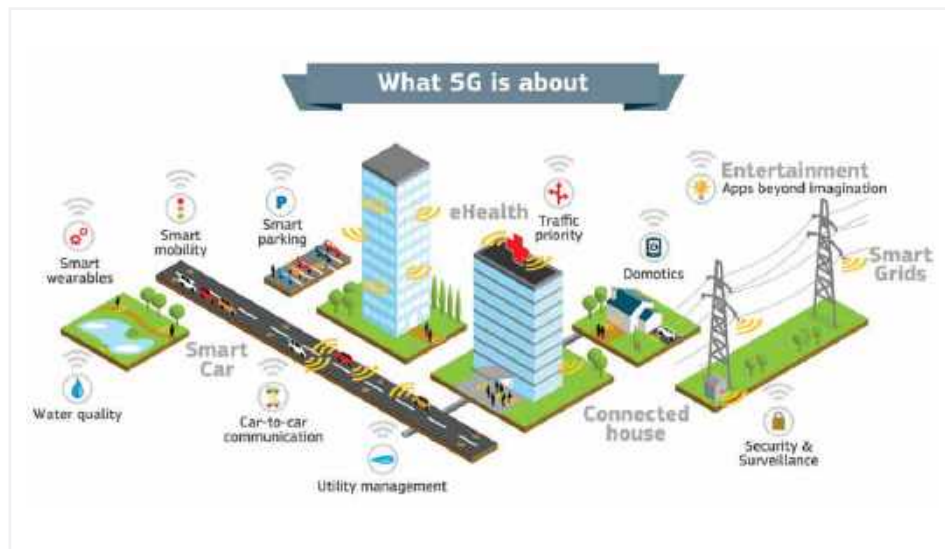 What 5G is about
Entertainment
Apps beyond imagination
eHealth
Traffic
priority
Smart
parking
Smart
mobility
Smart
wearables
Domotics
Smart
Grids
Smart
Car
Water quality
Car-to-car
communication
Connected
house
Security &
Surveillance
Utility management
P